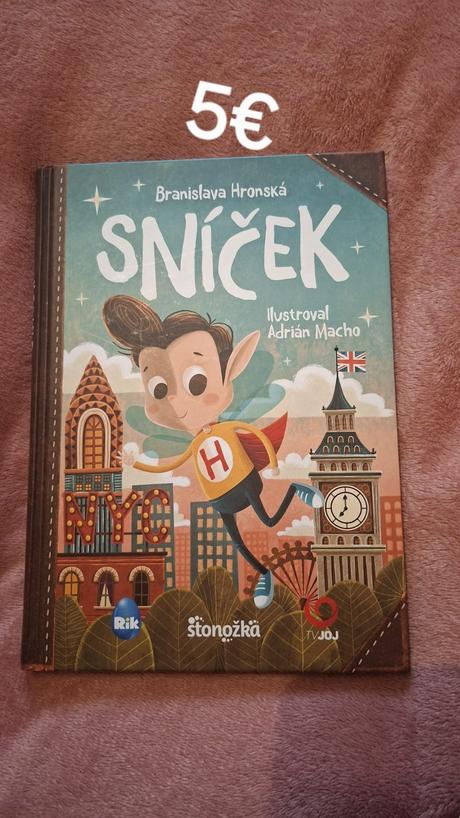 5€
Branislava Hronská
SNÍČEK
Ilustroval
Adrián Macho
H
NYC
Rik
stonožka
TV JOJ